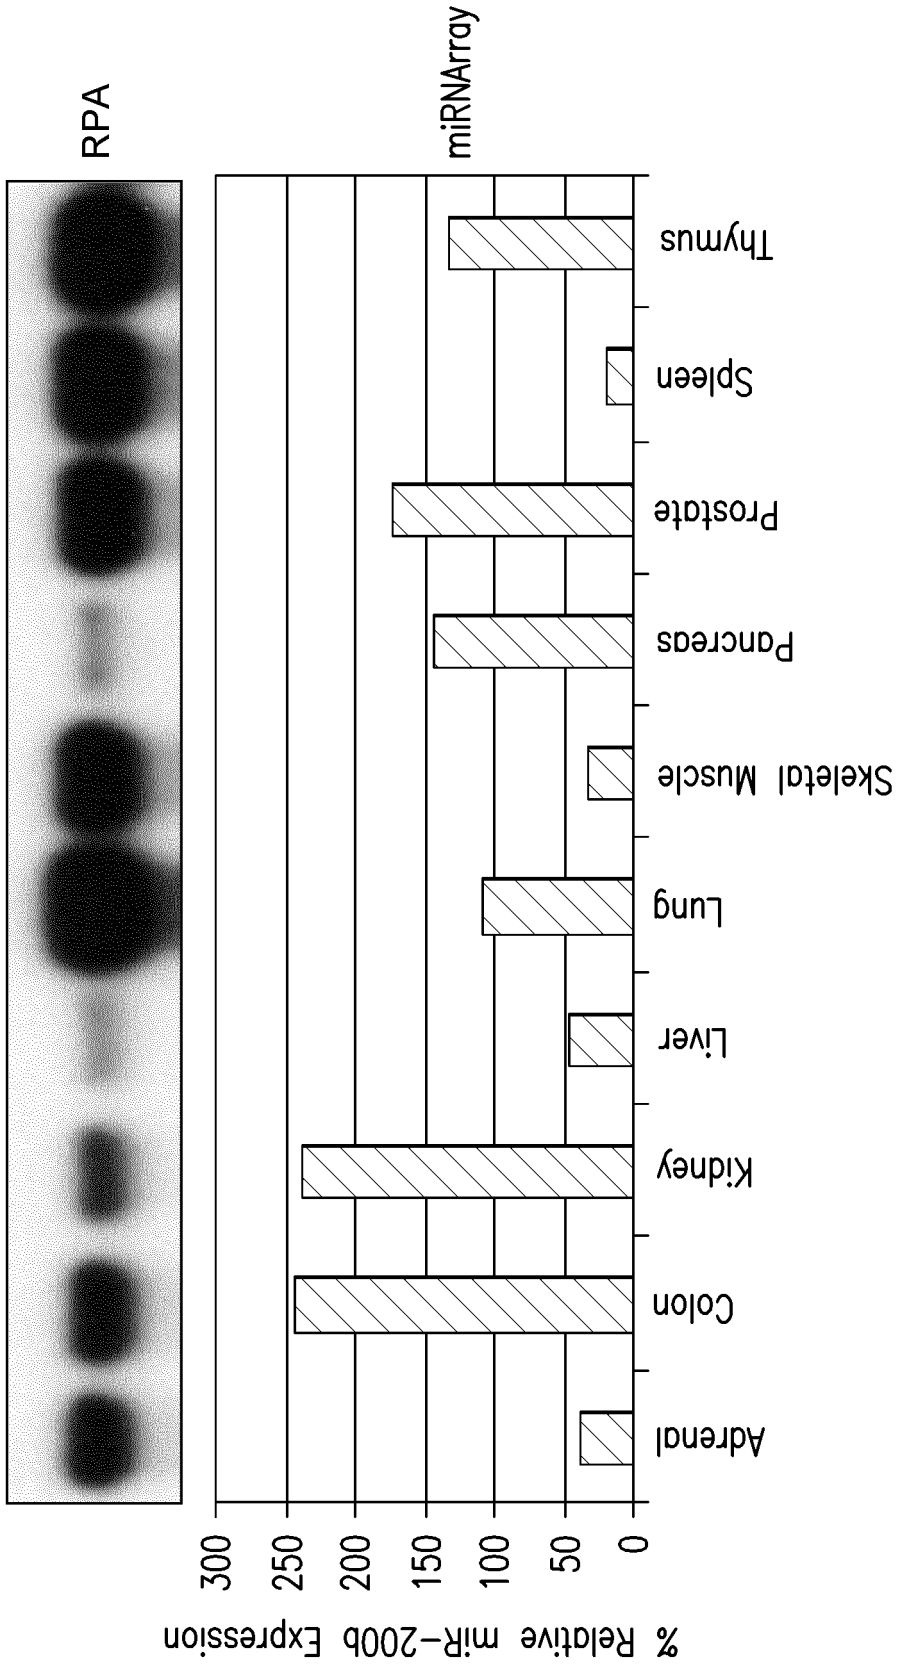 RPA
miRNArray
300
250
200
150
100
50
0
% Relative miR-200b Expression
Adrenal
Colon
Kidney
Liver
Lung
Skeletal Muscle
Pancreas
Prostate
Spleen
Thymus